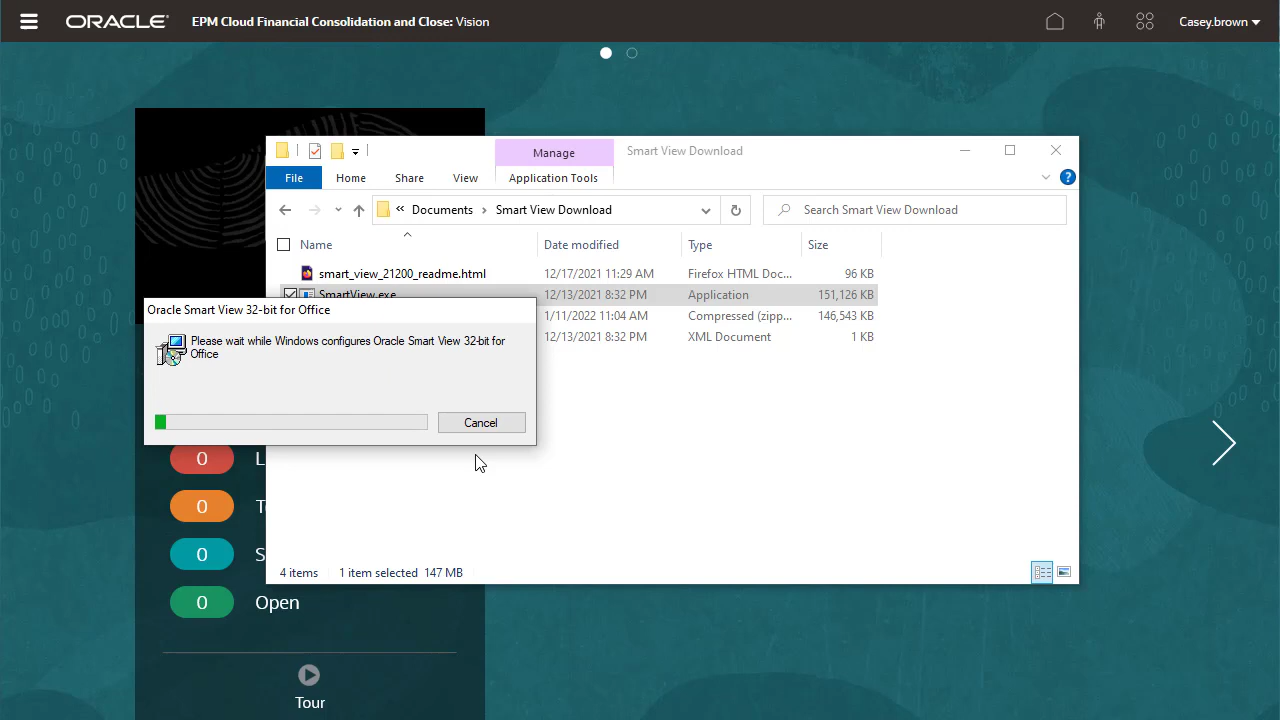 ORACLE® EPM Cloud Financial Consolidation and Close: Vision Casey.brown
Manage Smart View Download
File Home Share View Application Tools
« Documents › Smart View Download Search Smart View Download
Name Date modified Type Size
smart_view_21200_readme.html 12/17/2021 11:29 AM Firefox HTML Doc... 96 KB
SmartView.exe 12/13/2021 8:32 PM Application 151,126 KB
1/11/2022 11:04 AM Compressed (zipp... 146,543 KB
12/13/2021 8:32 PM XML Document 1 KB
Oracle Smart View 32-bit for Office
Please wait while Windows configures Oracle Smart View 32-bit for
Office
Cancel
0 L
0 T
0 S
4 items 1 item selected 147 MB
0 Open
Tour